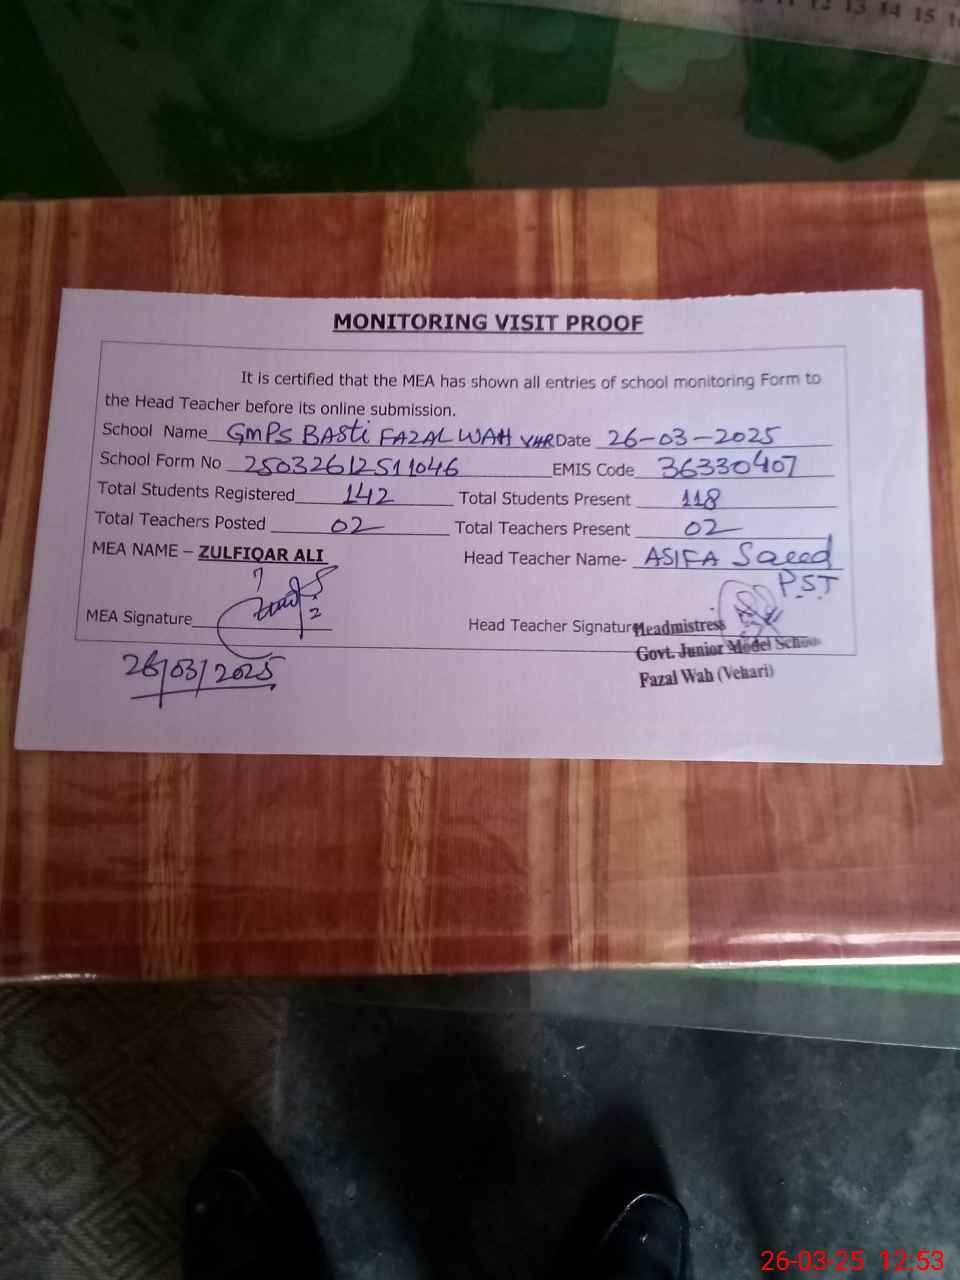 11 12 13 14 15
MONITORING VISIT PROOF
It is certified that the MEA has shown all entries of school monitoring Form to
the Head Teacher before its online submission.
School Name GMPS BASti FAZAL WAH VHR Date 26-03-2025
School Form No 25032612511046 EMIS Code 36330407
Total Students Registered 142 Total Students Present 118
Total Teachers Posted 02 Total Teachers Present 02
MEA NAME – ZULFIQAR ALI Head Teacher Name- ASIFA Saeed
P.S.T
MEA Signature Head Teacher Signature
Headmistress
Govt. Junior Model School
Fazal Wah (Vehari)
26/03/2025
26-03-25 12:53